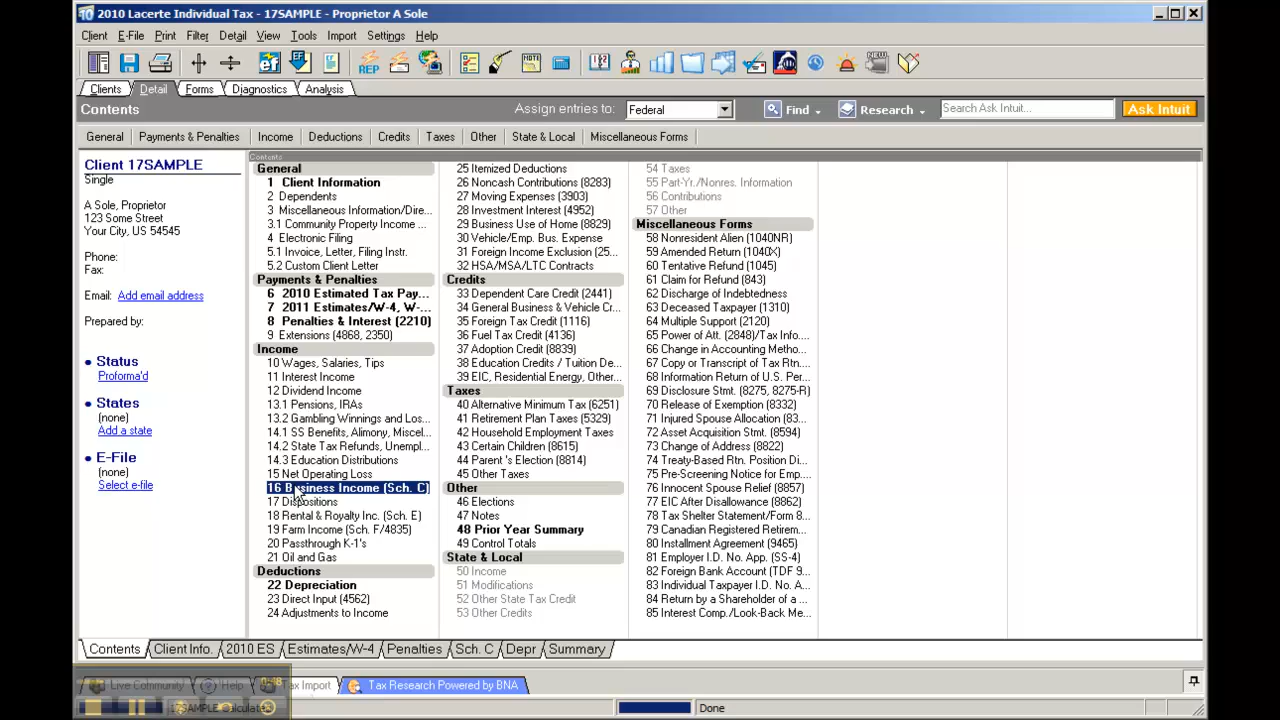 2010 Lacerte Individual Tax - 17SAMPLE - Proprietor A Sole
Client E-File Print Filter Detail View Tools Import Settings Help
Clients Detail Forms Diagnostics Analysis
Contents Assign entries to: Federal Find Research Search Ask Intuit... Ask Intuit
General Payments & Penalties Income Deductions Credits Taxes Other State & Local Miscellaneous Forms
Client 17SAMPLE
Single
A Sole, Proprietor
123 Some Street
Your City, US 54545
Phone:
Fax:
Email: Add email address
Prepared by:
Status
Proforma'd
States
(none)
Add a state
E-File
(none)
Select e-file
Contents
General
1 Client Information
2 Dependents
3 Miscellaneous Information/Dire...
3.1 Community Property Income ...
4 Electronic Filing
5.1 Invoice, Letter, Filing Instr.
5.2 Custom Client Letter
Payments & Penalties
6 2010 Estimated Tax Pay...
7 2011 Estimates/W-4, W-...
8 Penalties & Interest (2210)
9 Extensions (4868, 2350)
Income
10 Wages, Salaries, Tips
11 Interest Income
12 Dividend Income
13.1 Pensions, IRAs
13.2 Gambling Winnings and Los...
14.1 SS Benefits, Alimony, Miscel...
14.2 State Tax Refunds, Unempl...
14.3 Education Distributions
15 Net Operating Loss
16 Business Income (Sch. C)
17 Dispositions
18 Rental & Royalty Inc. (Sch. E)
19 Farm Income (Sch. F/4835)
20 Passthrough K-1's
21 Oil and Gas
Deductions
22 Depreciation
23 Direct Input (4562)
24 Adjustments to Income
25 Itemized Deductions
26 Noncash Contributions (8283)
27 Moving Expenses (3903)
28 Investment Interest (4952)
29 Business Use of Home (8829)
30 Vehicle/Emp. Bus. Expense
31 Foreign Income Exclusion (25...
32 HSA/MSA/LTC Contracts
Credits
33 Dependent Care Credit (2441)
34 General Business & Vehicle Cr...
35 Foreign Tax Credit (1116)
36 Fuel Tax Credit (4136)
37 Adoption Credit (8839)
38 Education Credits / Tuition De...
39 EIC, Residential Energy, Other...
Taxes
40 Alternative Minimum Tax (6251)
41 Retirement Plan Taxes (5329)
42 Household Employment Taxes
43 Certain Children (8615)
44 Parent 's Election (8814)
45 Other Taxes
Other
46 Elections
47 Notes
48 Prior Year Summary
49 Control Totals
State & Local
50 Income
51 Modifications
52 Other State Tax Credit
53 Other Credits
54 Taxes
55 Part-Yr./Nonres. Information
56 Contributions
57 Other
Miscellaneous Forms
58 Nonresident Alien (1040NR)
59 Amended Return (1040X)
60 Tentative Refund (1045)
61 Claim for Refund (843)
62 Discharge of Indebtedness
63 Deceased Taxpayer (1310)
64 Multiple Support (2120)
65 Power of Att. (2848)/Tax Info....
66 Change in Accounting Metho...
67 Copy or Transcript of Tax Rtn....
68 Information Return of U.S. Per...
69 Disclosure Stmt. (8275, 8275-R)
70 Release of Exemption (8332)
71 Injured Spouse Allocation (83...
72 Asset Acquisition Stmt. (8594)
73 Change of Address (8822)
74 Treaty-Based Rtn. Position Di...
75 Pre-Screening Notice for Emp...
76 Innocent Spouse Relief (8857)
77 EIC After Disallowance (8862)
78 Tax Shelter Statement/Form 8...
79 Canadian Registered Retirem...
80 Installment Agreement (9465)
81 Employer I.D. No. App. (SS-4)
82 Foreign Bank Account (TDF 9...
83 Individual Taxpayer I.D. No. A...
84 Return by a Shareholder of a ...
85 Interest Comp./Look-Back Me...
Contents Client Info. 2010 ES Estimates/W-4 Penalties Sch. C Depr Summary
Live Community Help Tax Import Tax Research Powered by BNA
17SAMPLE Calculated Done